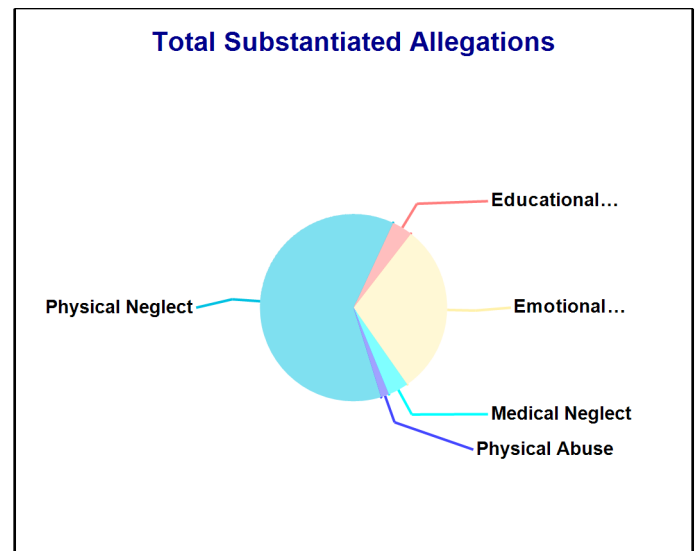 Total Substantiated Allegations
Educational...
Physical Neglect
Emotional...
Medical Neglect
Physical Abuse